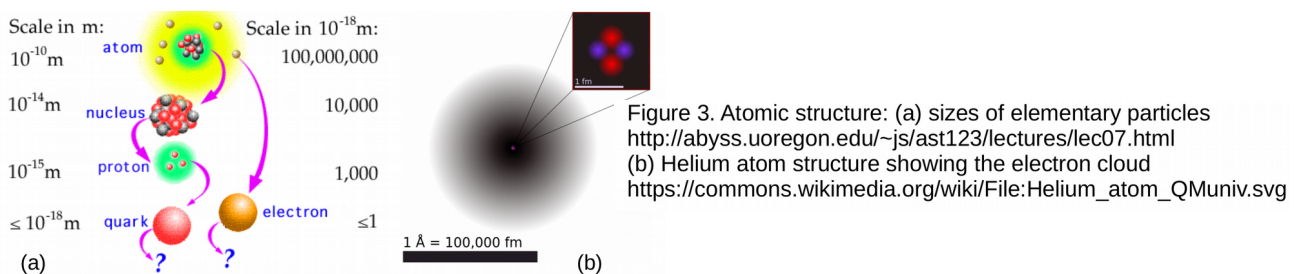 Scale in m:
Scale in 10-18m:
10-10m
atom
100,000,000
10-14m
nucleus
10,000
10-15m
proton
1,000
≤ 10-18m
quark
electron
≤1
?
?
(a)
1 fm
1 Å = 100,000 fm
(b)
Figure 3. Atomic structure: (a) sizes of elementary particles
http://abyss.uoregon.edu/~js/ast123/lectures/lec07.html
(b) Helium atom structure showing the electron cloud
https://commons.wikimedia.org/wiki/File:Helium_atom_QMuniv.svg